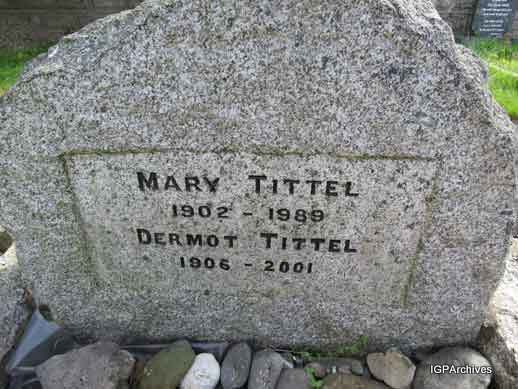 MARY TITTEL
1902 - 1989
DERMOT TITTEL
1906 - 2001
IGPArchives